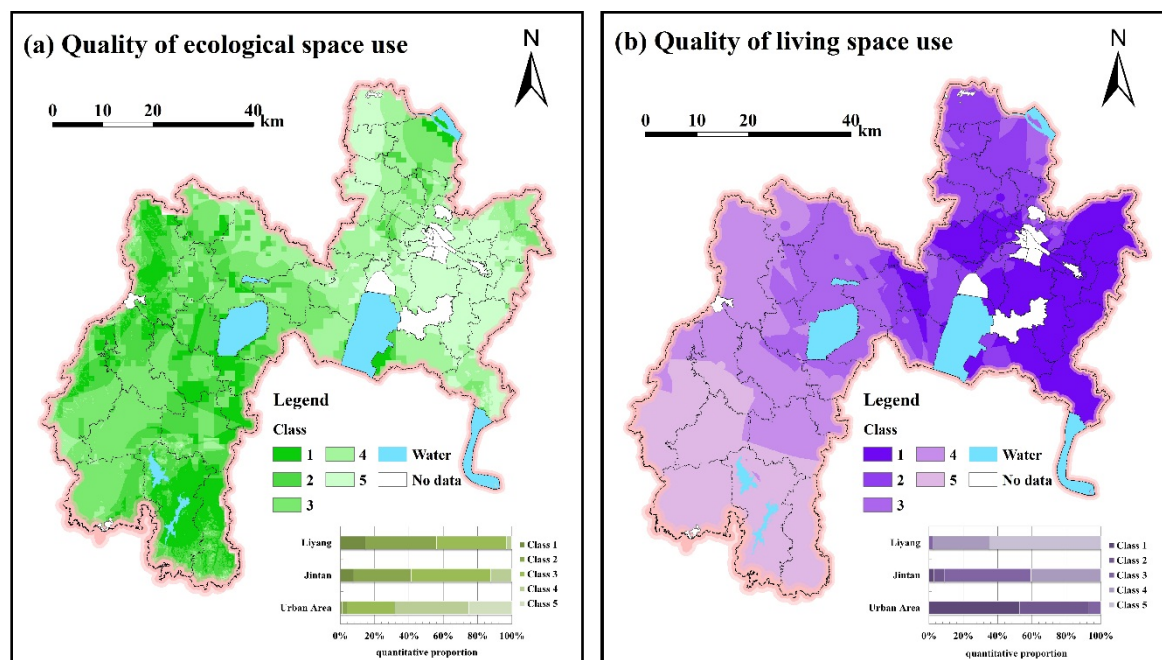 (a) Quality of ecological space use
N
0 10 20 40
km
Legend
Class
1 4 Water
2 5 No data
3
Liyang
Jintan
Urban Area
Class 1
Class 2
Class 3
Class 4
Class 5
0% 20% 40% 60% 80% 100%
quantitative proportion
(b) Quality of living space use
N
0 10 20 40
km
Legend
Class
1 4 Water
2 5 No data
3
Liyang
Jintan
Urban Area
Class 1
Class 2
Class 3
Class 4
Class 5
0% 20% 40% 60% 80% 100%
quantitative proportion